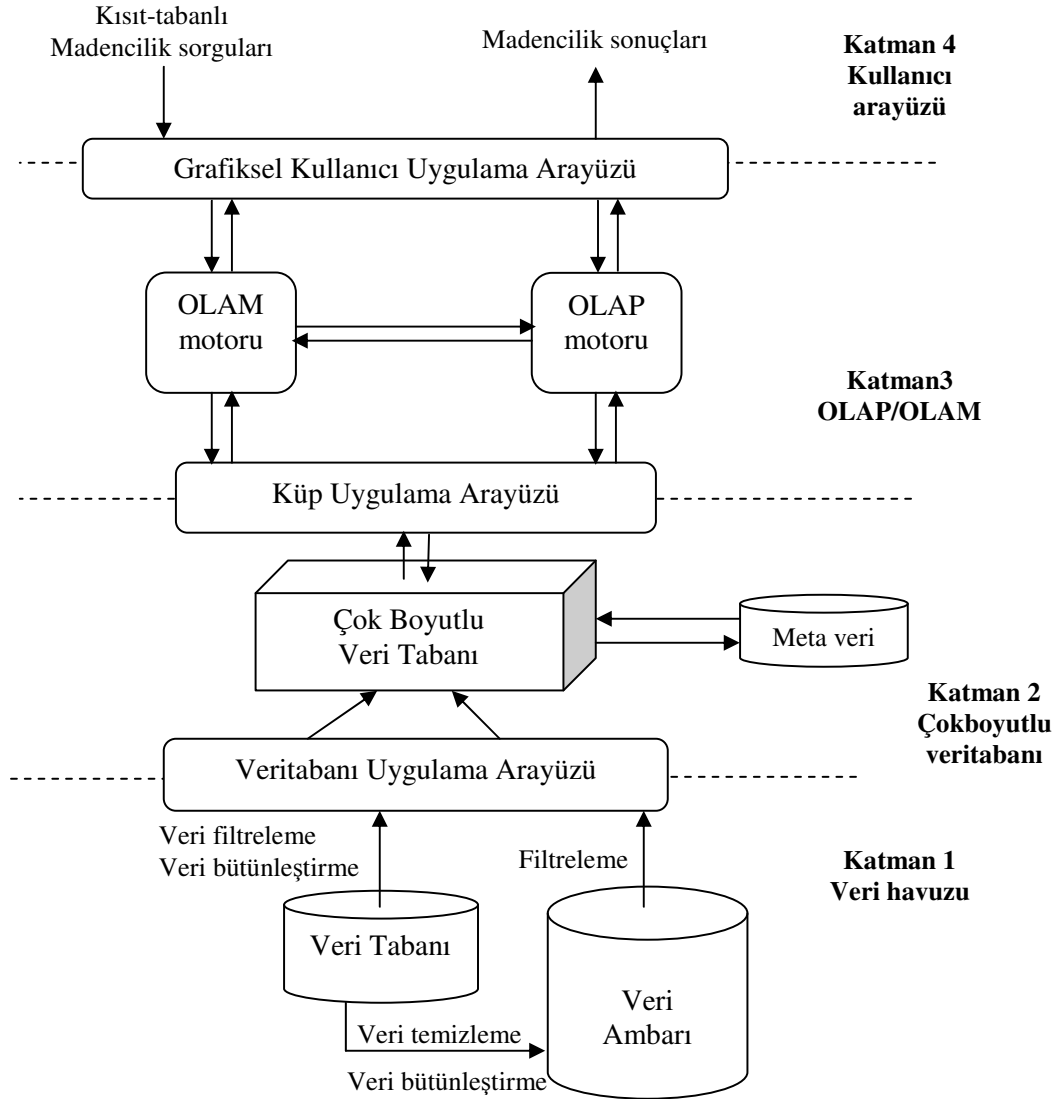 Kısıt-tabanlı
Madencilik sorguları
Madencilik sonuçları
Katman 4
Kullanıcı
arayüzü
Grafiksel Kullanıcı Uygulama Arayüzü
OLAM
motoru
OLAP
motoru
Katman3
OLAP/OLAM
Küp Uygulama Arayüzü
Çok Boyutlu
Veri Tabanı
Meta veri
Katman 2
Çokboyutlu
veritabanı
Veritabanı Uygulama Arayüzü
Veri filtreleme
Veri bütünleştirme
Filtreleme
Katman 1
Veri havuzu
Veri Tabanı
Veri
Ambarı
Veri temizleme
Veri bütünleştirme